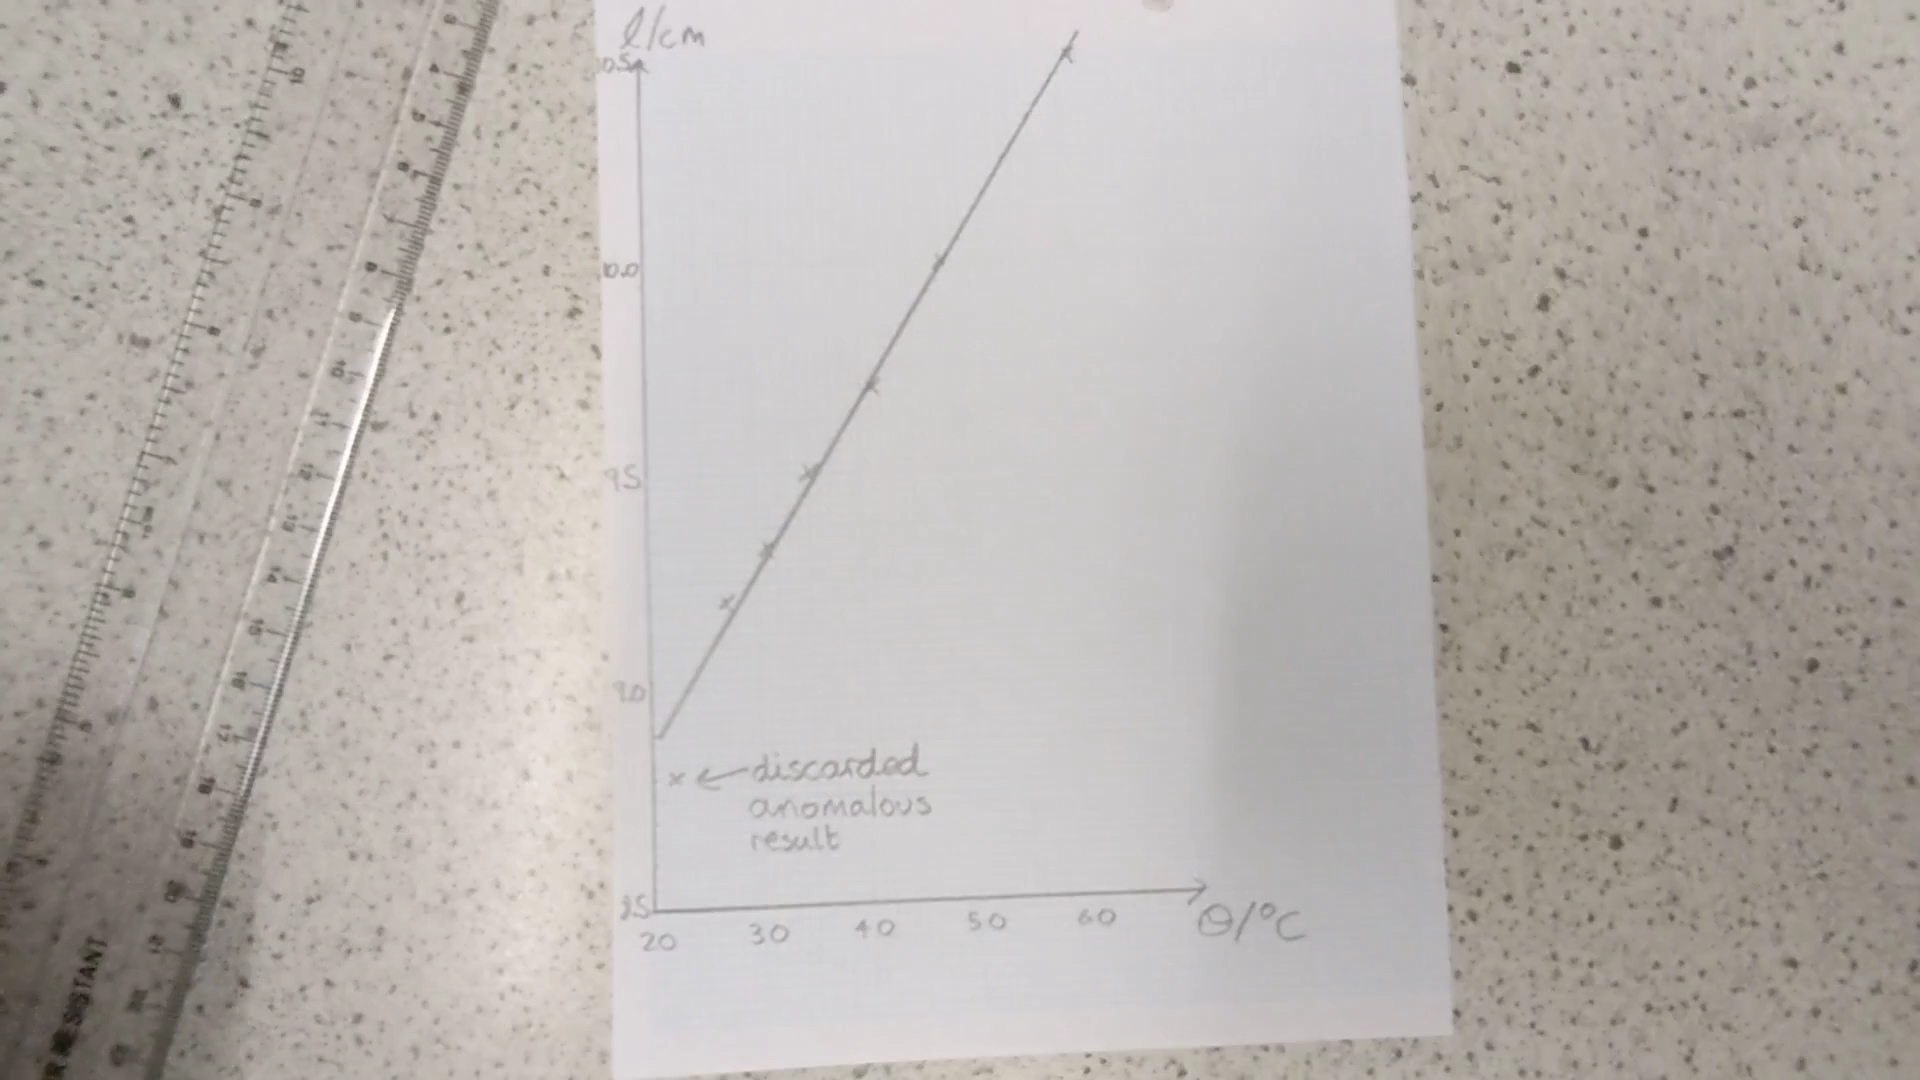 l/cm
10.5
10.0
9.5
9.0
8.5
discarded
anomalous
result
20 30 40 50 60
θ/°C
RESISTANT